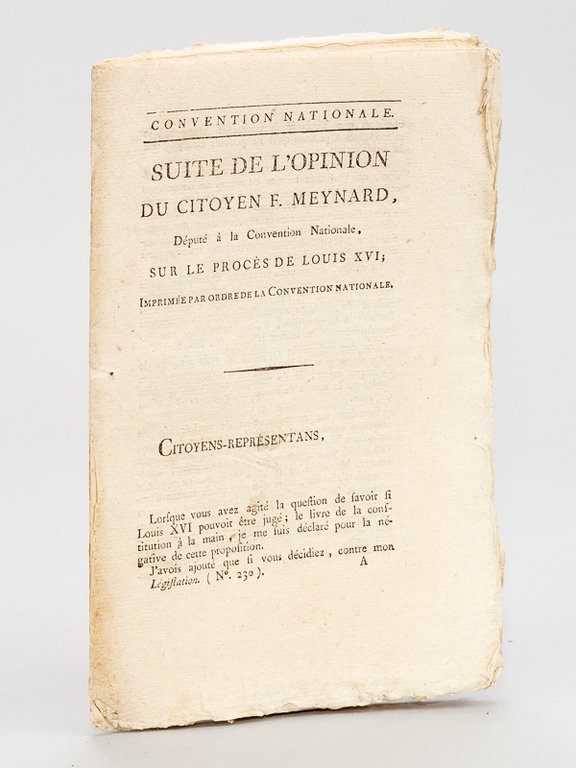 CONVENTION NATIONALE.
SUITE DE L'OPINION
DU CITOYEN F. MEYNARD,
Député à la Convention Nationale,
SUR LE PROCÈS DE LOUIS XVI;
IMPRIMÉE PAR ORDRE DE LA CONVENTION NATIONALE.
CITOYENS-REPRÉSENTANS,
Lorſque vous avez agité la queſtion de ſavoir ſi
Louis XVI pouvoit être jugé; le livre de la conſ-
titution à la main, je me ſuis déclaré pour la né-
gative de cette propoſition.
J'avois ajouté que ſi vous décidiez, contre mon
Légiſlation. (N°. 230). A